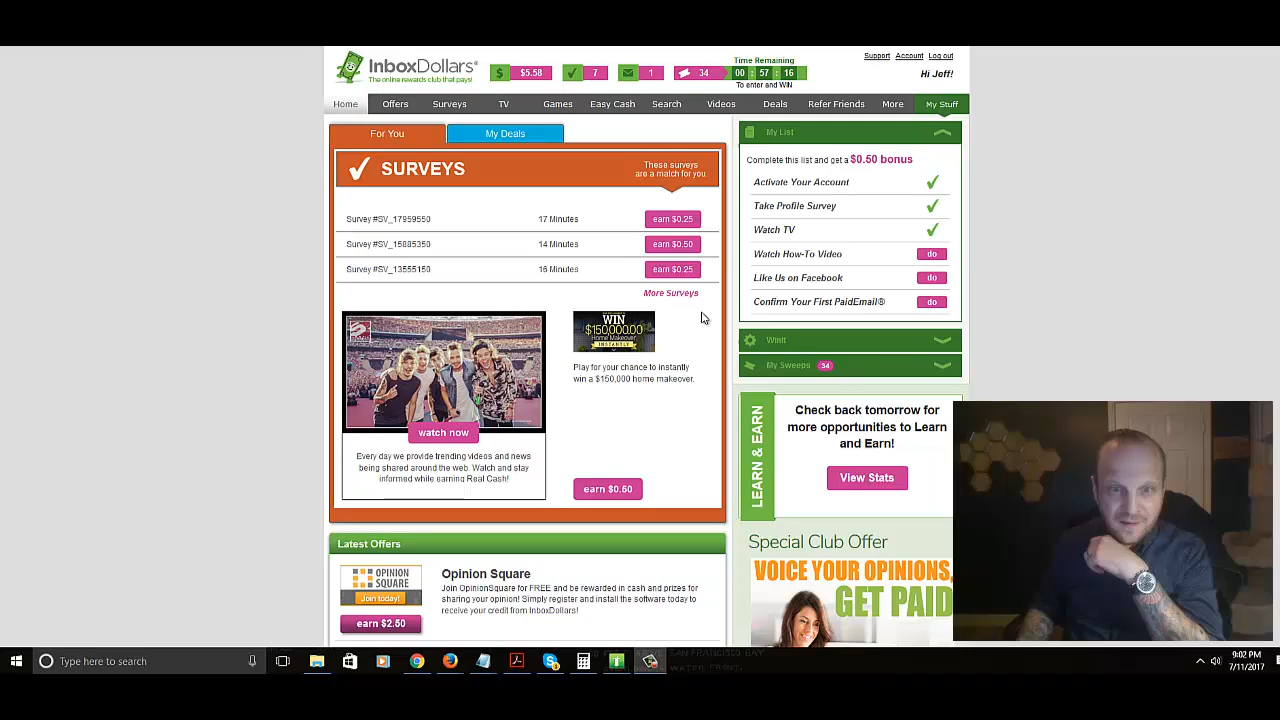 InboxDollars®
The online rewards club that pays!
$5.58
7
1
34
Time Remaining
00 : 57 : 16
To enter and WIN
Support Account Log out
Hi Jeff!
Home Offers Surveys TV Games Easy Cash Search Videos Deals Refer Friends More My Stuff
For You
My Deals
SURVEYS
These surveys
are a match for you.
Survey #SV_17959550 17 Minutes earn $0.25
Survey #SV_15885350 14 Minutes earn $0.50
Survey #SV_13555150 16 Minutes earn $0.25
More Surveys
watch now
Every day we provide trending videos and news
being shared around the web. Watch and stay
informed while earning Real Cash!
WIN
$150,000.00
Home Makeover
INSTANTLY
Play for your chance to instantly
win a $150,000 home makeover.
earn $0.50
Latest Offers
OPINION
SQUARE
Join today!
earn $2.50
Opinion Square
Join OpinionSquare for FREE and be rewarded in cash and prizes for
sharing your opinion! Simply register and install the software today to
receive your credit from InboxDollars!
My List
Complete this list and get a $0.50 bonus
Activate Your Account
Take Profile Survey
Watch TV
Watch How-To Video do
Like Us on Facebook do
Confirm Your First PaidEmail® do
WinIt
My Sweeps 34
LEARN & EARN
Check back tomorrow for
more opportunities to Learn
and Earn!
View Stats
Special Club Offer
VOICE YOUR OPINIONS,
GET PAID
Type here to search
SAN FRANCISCO BAY
WATER FRONT.
9:02 PM
7/11/2017